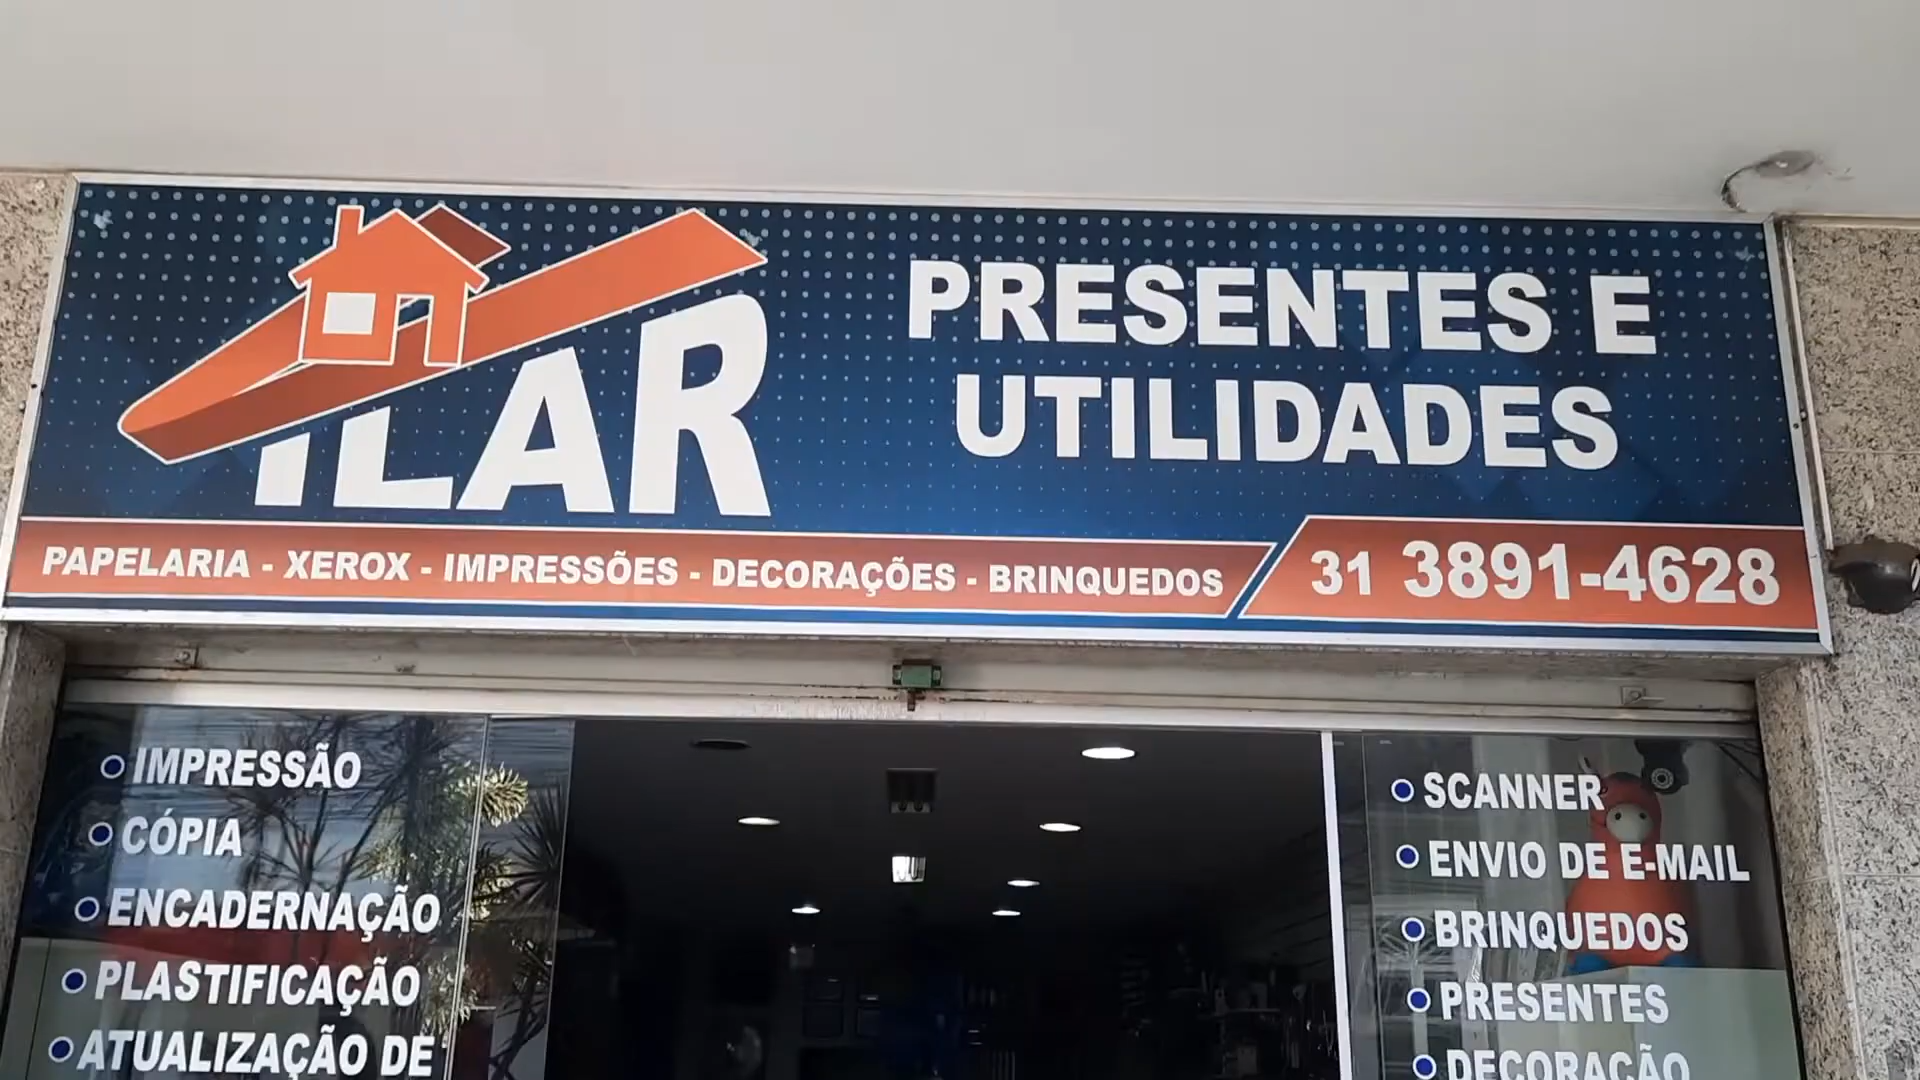 ILAR
PRESENTES E
UTILIDADES
PAPELARIA - XEROX - IMPRESSÕES - DECORAÇÕES - BRINQUEDOS
31 3891-4628
IMPRESSÃO
CÓPIA
ENCADERNAÇÃO
PLASTIFICAÇÃO
ATUALIZAÇÃO DE
SCANNER
ENVIO DE E-MAIL
BRINQUEDOS
PRESENTES
DECORAÇÃO